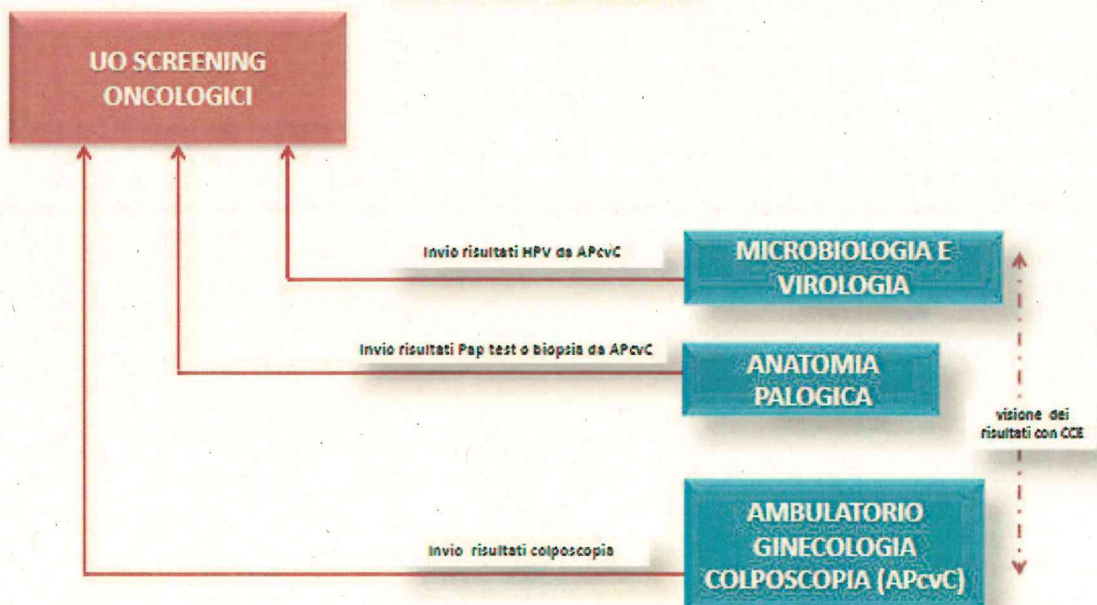 UO SCREENING
ONCOLOGICI
Invio risultati HPV da APcvC
MICROBIOLOGIA E
VIROLOGIA
Invio risultati Pap test o biopsia da APcvC
ANATOMIA
PALOGICA
visione dei
risultati con CCE
Invio risultati colposcopia
AMBULATORIO
GINECOLOGIA
COLPOSCOPIA (APcvC)